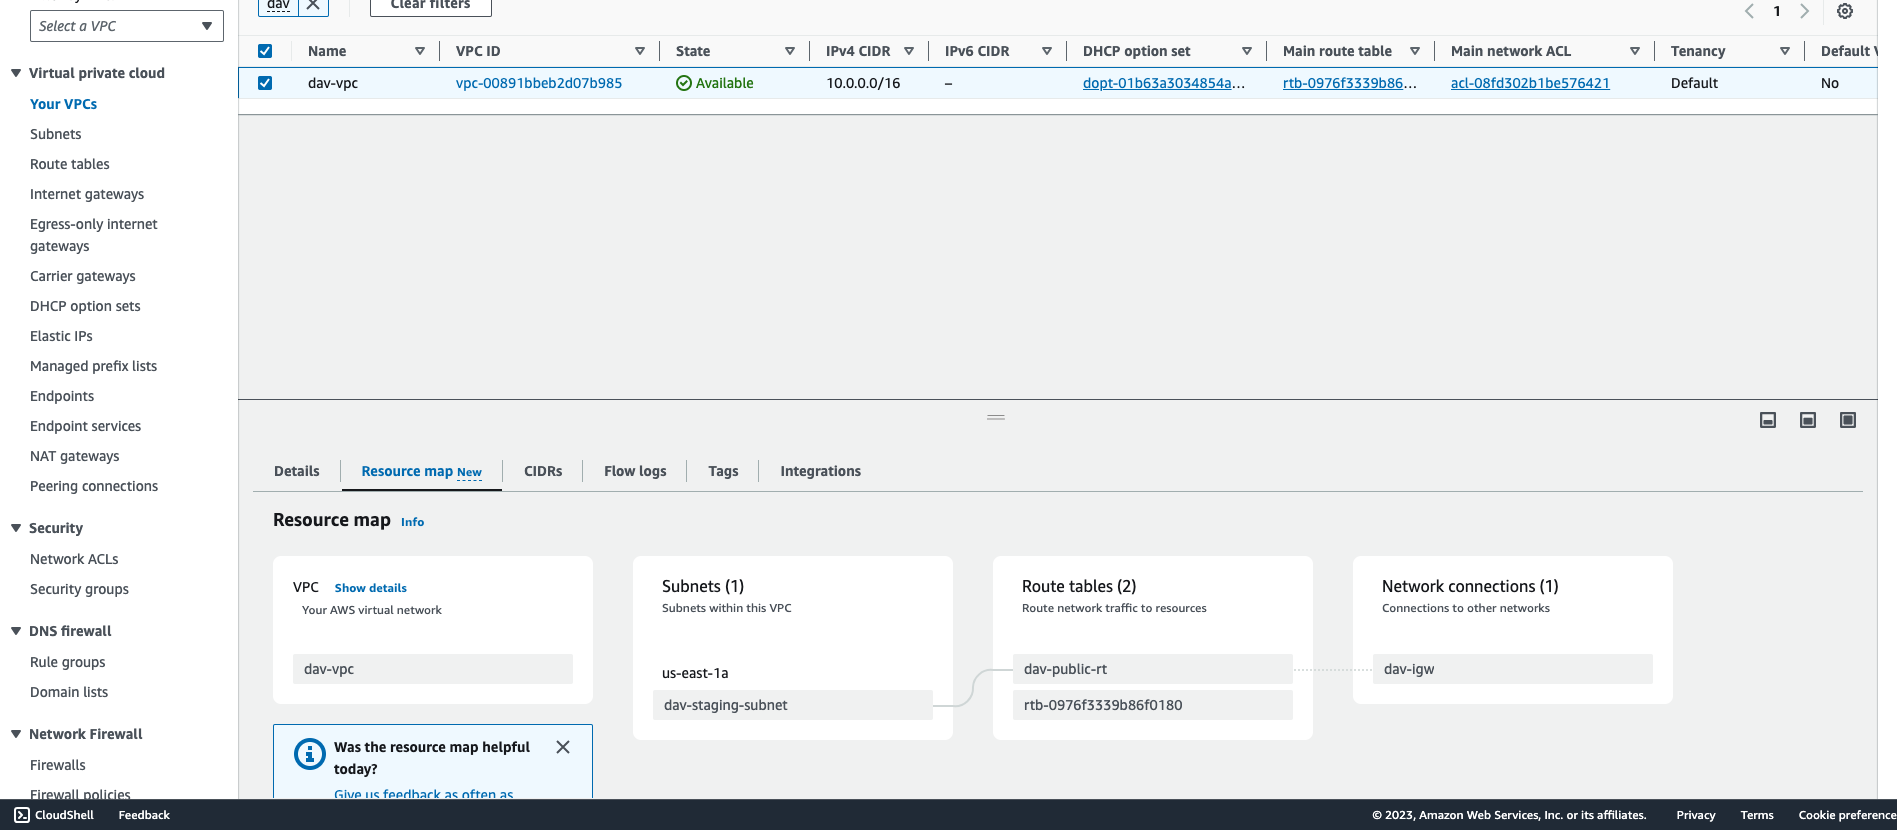 Select a VPC
Virtual private cloud
Your VPCs
Subnets
Route tables
Internet gateways
Egress-only internet
gateways
Carrier gateways
DHCP option sets
Elastic IPs
Managed prefix lists
Endpoints
Endpoint services
NAT gateways
Peering connections
Security
Network ACLs
Security groups
DNS firewall
Rule groups
Domain lists
Network Firewall
Firewalls
Firewall policies
dav
Clear filters
1
Name VPC ID State IPv4 CIDR IPv6 CIDR DHCP option set Main route table Main network ACL Tenancy Default V
dav-vpc vpc-00891bbeb2d07b985 Available 10.0.0.0/16 – dopt-01b63a3034854a... rtb-0976f3339b86... acl-08fd302b1be576421 Default No
Details Resource map New CIDRs Flow logs Tags Integrations
Resource map Info
VPC Show details
Your AWS virtual network
dav-vpc
Subnets (1)
Subnets within this VPC
us-east-1a
dav-staging-subnet
Route tables (2)
Route network traffic to resources
dav-public-rt
rtb-0976f3339b86f0180
Network connections (1)
Connections to other networks
dav-igw
Was the resource map helpful
today?
Give us feedback as often as
CloudShell Feedback © 2023, Amazon Web Services, Inc. or its affiliates. Privacy Terms Cookie preference